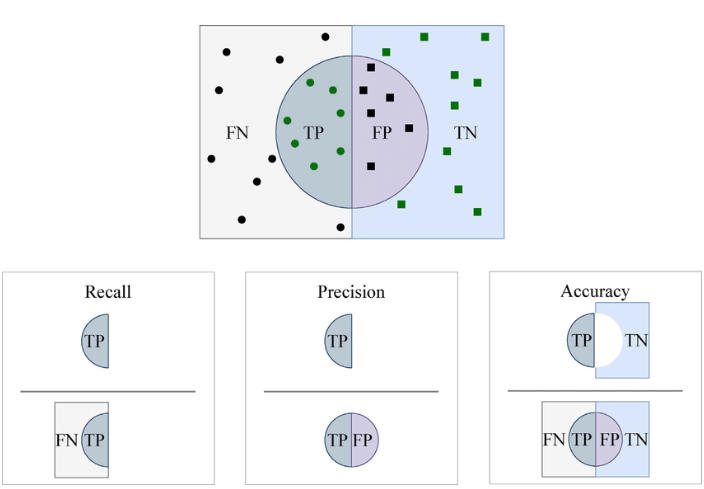 FN TP FP TN
Recall Precision Accuracy
TP TP TP TN
FN TP TP FP FN TP FP TN